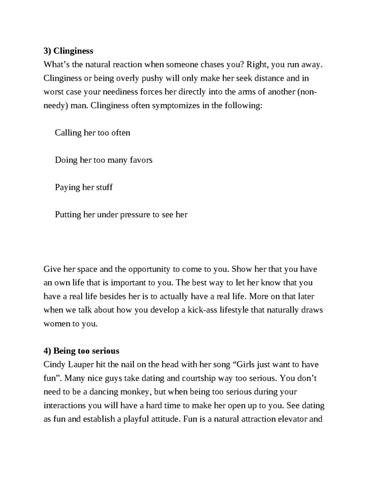 3) Clinginess
What’s the natural reaction when someone chases you? Right, you run away.
Clinginess or being overly pushy will only make her seek distance and in
worst case your neediness forces her directly into the arms of another (non-
needy) man. Clinginess often symptomizes in the following:
Calling her too often
Doing her too many favors
Paying her stuff
Putting her under pressure to see her
Give her space and the opportunity to come to you. Show her that you have
an own life that is important to you. The best way to let her know that you
have a real life besides her is to actually have a real life. More on that later
when we talk about how you develop a kick-ass lifestyle that naturally draws
women to you.
4) Being too serious
Cindy Lauper hit the nail on the head with her song “Girls just want to have
fun”. Many nice guys take dating and courtship way too serious. You don’t
need to be a dancing monkey, but when being too serious during your
interactions you will have a hard time to make her open up to you. See dating
as fun and establish a playful attitude. Fun is a natural attraction elevator and